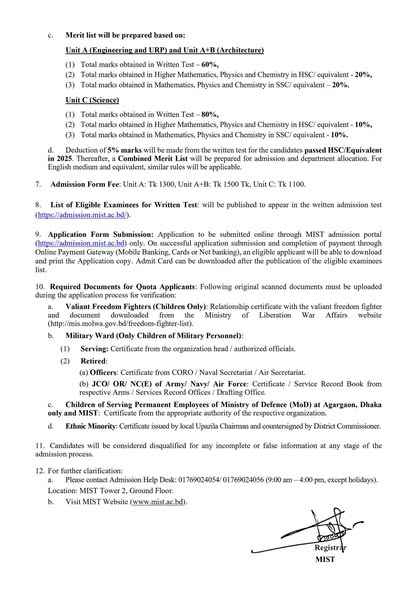 c. Merit list will be prepared based on:
Unit A (Engineering and URP) and Unit A+B (Architecture)
(1) Total marks obtained in Written Test – 60%,
(2) Total marks obtained in Higher Mathematics, Physics and Chemistry in HSC/ equivalent - 20%,
(3) Total marks obtained in Mathematics, Physics and Chemistry in SSC/ equivalent – 20%.
Unit C (Science)
(1) Total marks obtained in Written Test – 80%,
(2) Total marks obtained in Higher Mathematics, Physics and Chemistry in HSC/ equivalent - 10%,
(3) Total marks obtained in Mathematics, Physics and Chemistry in SSC/ equivalent - 10%.
d. Deduction of 5% marks will be made from the written test for the candidates passed HSC/Equivalent
in 2025. Thereafter, a Combined Merit List will be prepared for admission and department allocation. For
English medium and equivalent, similar rules will be applicable.
7. Admission Form Fee: Unit A: Tk 1300, Unit A+B: Tk 1500 Tk, Unit C: Tk 1100.
8. List of Eligible Examinees for Written Test: will be published to appear in the written admission test
(https://admission.mist.ac.bd/).
9. Application Form Submission: Application to be submitted online through MIST admission portal
(https://admission.mist.ac.bd) only. On successful application submission and completion of payment through
Online Payment Gateway (Mobile Banking, Cards or Net banking), an eligible applicant will be able to download
and print the Application copy. Admit Card can be downloaded after the publication of the eligible examinees
list.
10. Required Documents for Quota Applicants: Following original scanned documents must be uploaded
during the application process for verification:
a. Valiant Freedom Fighters (Children Only): Relationship certificate with the valiant freedom fighter
and document downloaded from the Ministry of Liberation War Affairs website
(http://mis.molwa.gov.bd/freedom-fighter-list).
b. Military Ward (Only Children of Military Personnel):
(1) Serving: Certificate from the organization head / authorized officials.
(2) Retired:
(a) Officers: Certificate from CORO / Naval Secretariat / Air Secretariat.
(b) JCO/ OR/ NC(E) of Army/ Navy/ Air Force: Certificate / Service Record Book from
respective Arms / Services Record Offices / Drafting Office.
c. Children of Serving Permanent Employees of Ministry of Defence (MoD) at Agargaon, Dhaka
only and MIST: Certificate from the appropriate authority of the respective organization.
d. Ethnic Minority: Certificate issued by local Upazila Chairman and countersigned by District Commissioner.
11. Candidates will be considered disqualified for any incomplete or false information at any stage of the
admission process.
12. For further clarification:
a. Please contact Admission Help Desk: 01769024054/ 01769024056 (9:00 am – 4:00 pm, except holidays).
Location: MIST Tower 2, Ground Floor.
b. Visit MIST Website (www.mist.ac.bd).
Registrar
MIST